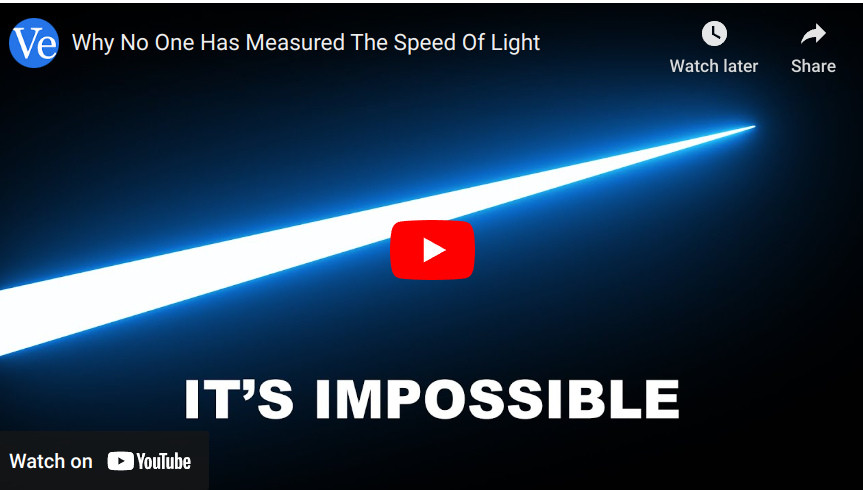 Ve
Why No One Has Measured The Speed Of Light
Watch later
Share
IT'S IMPOSSIBLE
Watch on YouTube